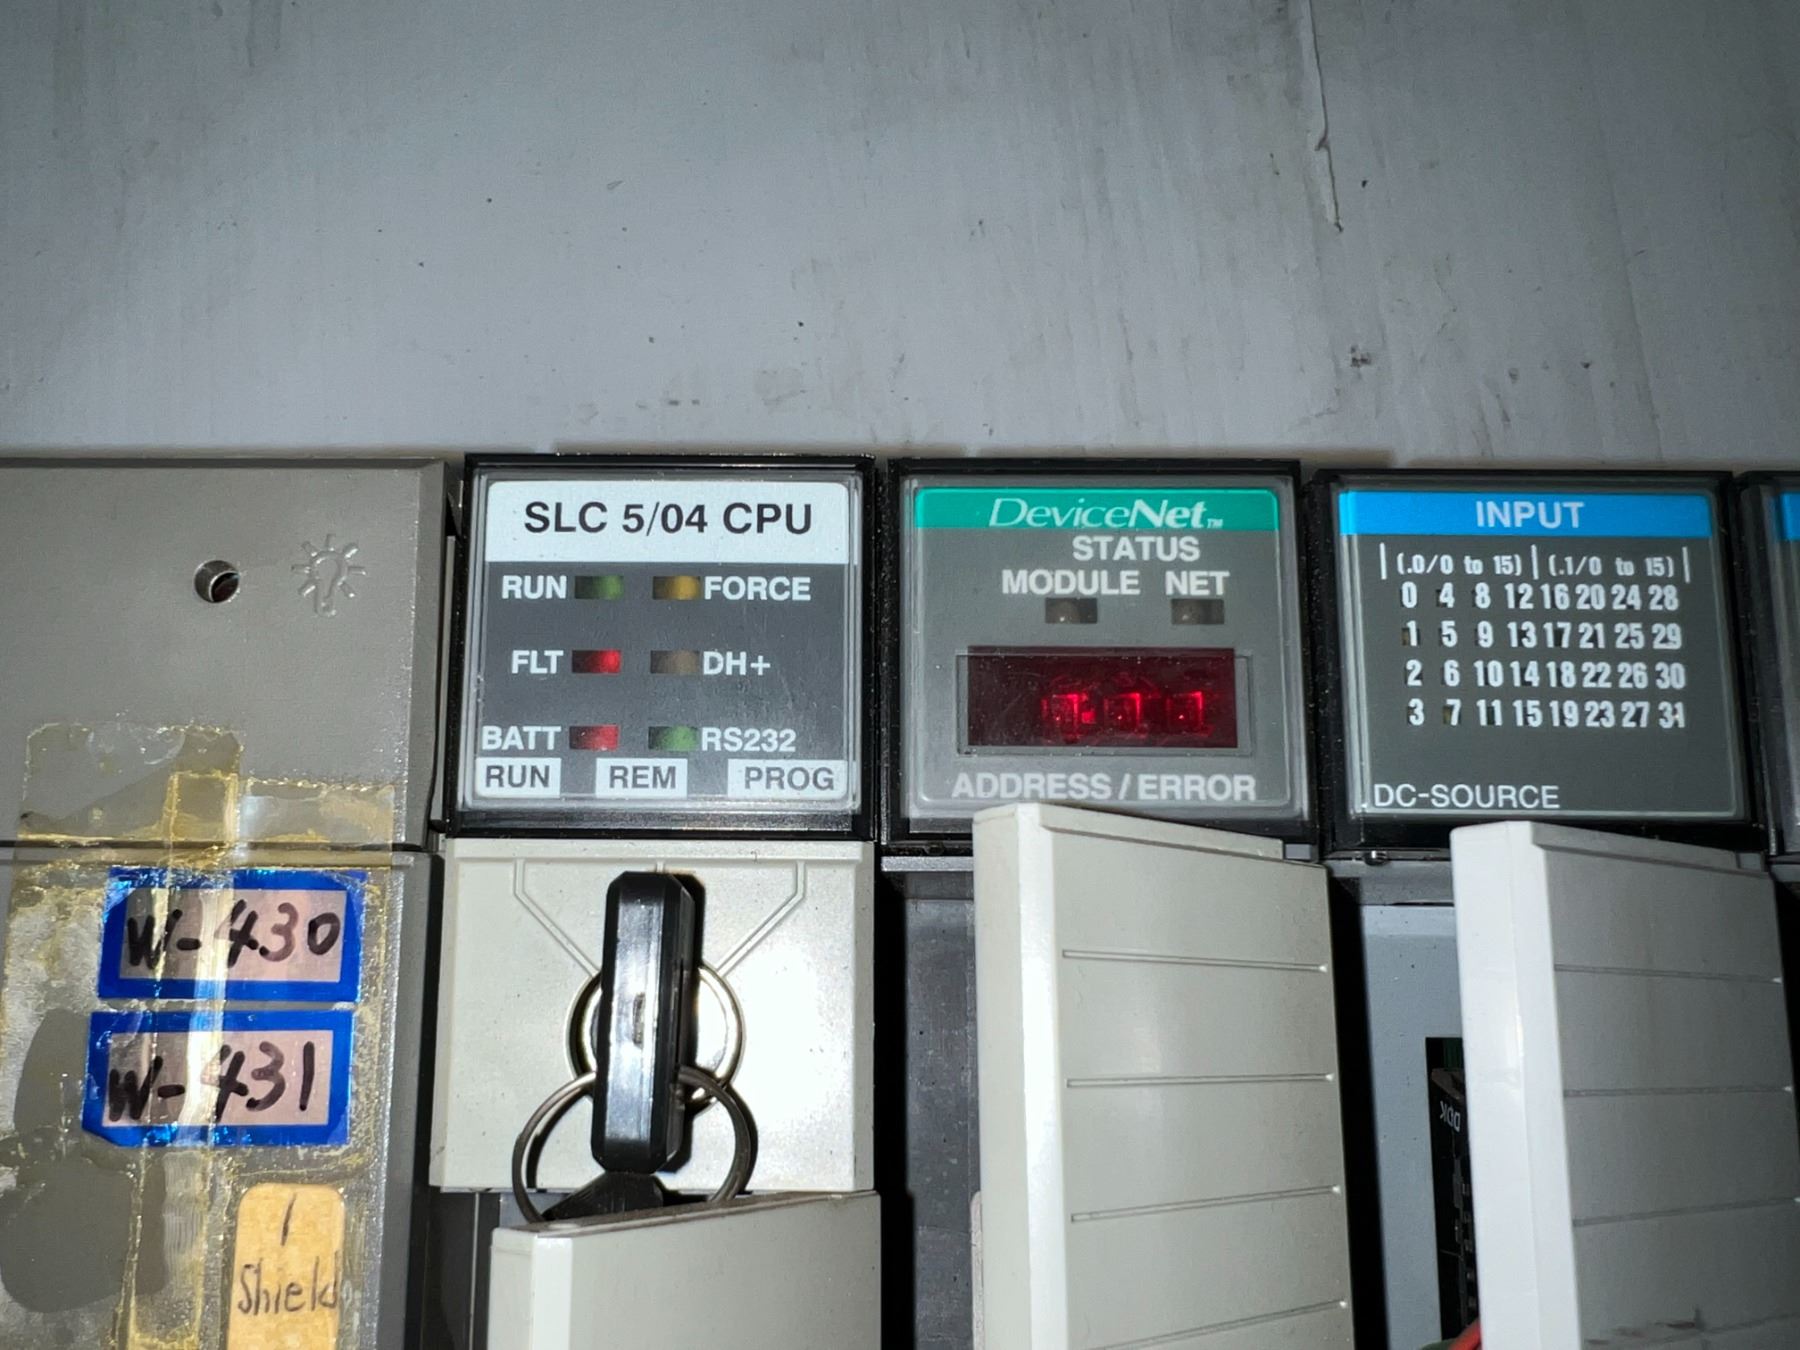 SLC 5/04 CPU
RUN FORCE
FLT DH+
BATT RS232
RUN REM PROG
DeviceNet™
STATUS
MODULE NET
ADDRESS / ERROR
INPUT
(.0/0 to 15) (.1/0 to 15)
0 4 8 12 16 20 24 28
1 5 9 13 17 21 25 29
2 6 10 14 18 22 26 30
3 7 11 15 19 23 27 31
DC-SOURCE
W-430
W-431
1
Shield